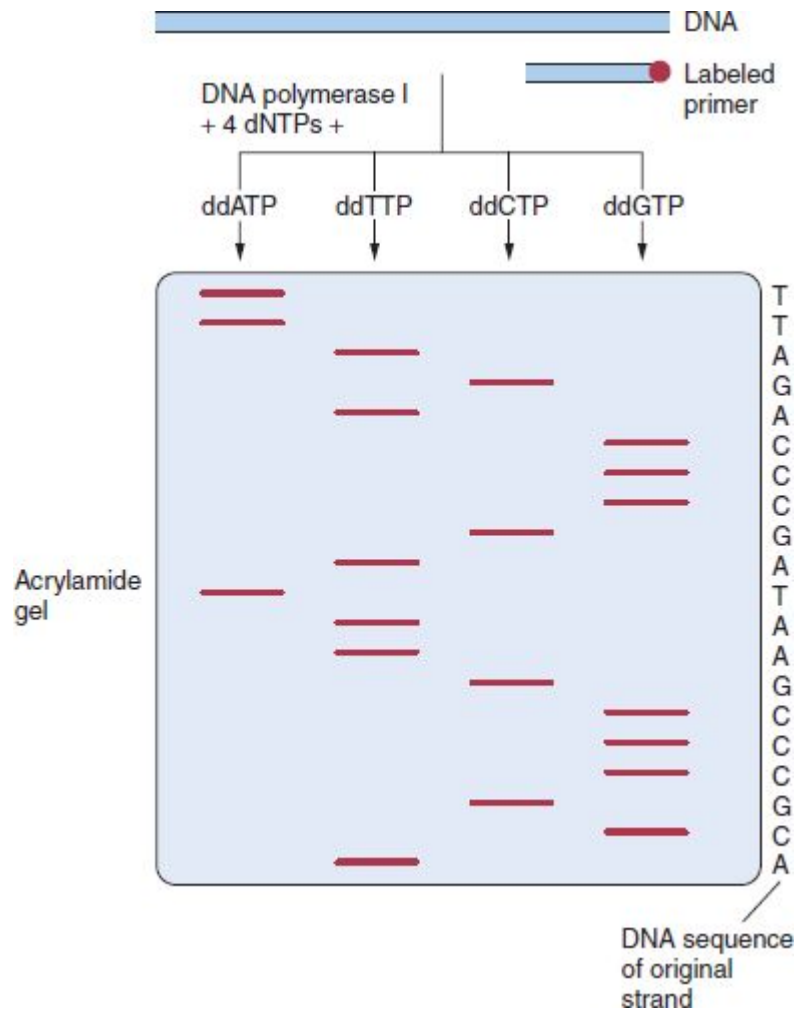 DNA
Labeled
primer
DNA polymerase I
+ 4 dNTPs +
ddATP ddTTP ddCTP ddGTP
T
T
A
G
A
C
C
C
G
A
T
A
A
G
C
C
C
G
C
A
Acrylamide
gel
DNA sequence
of original
strand